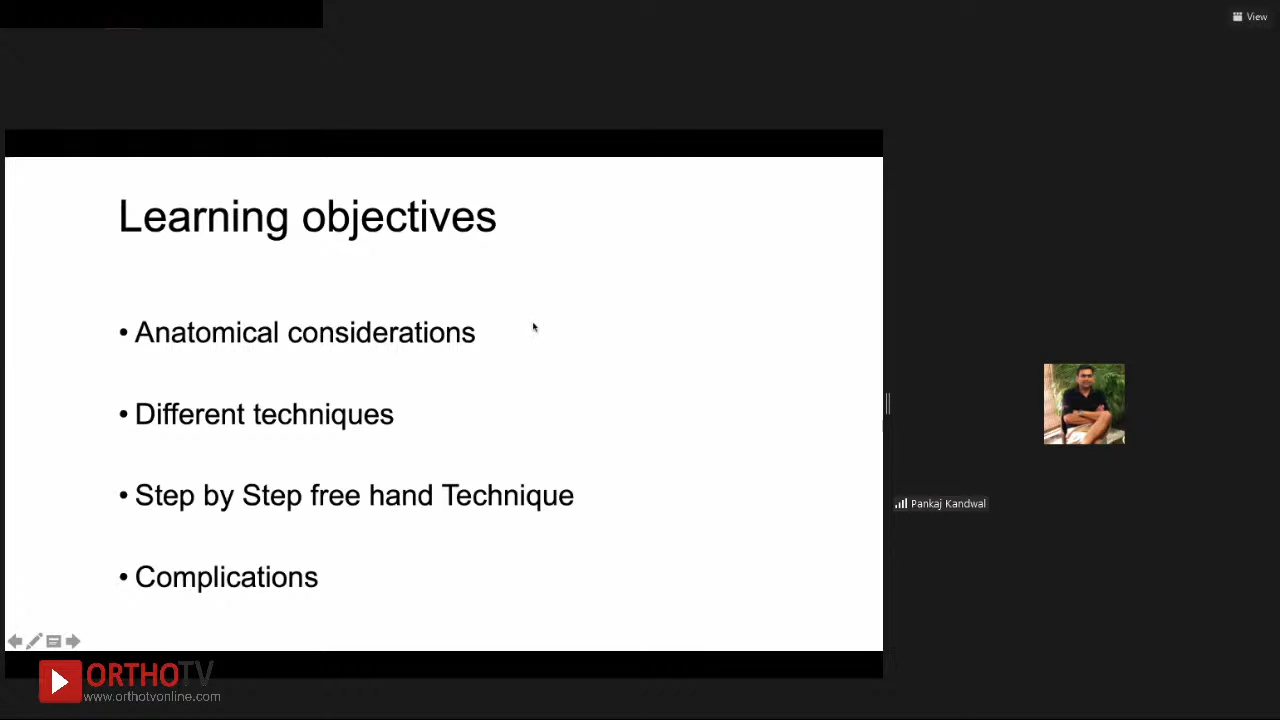 View
Learning objectives
• Anatomical considerations
• Different techniques
• Step by Step free hand Technique
• Complications
Pankaj Kandwal
ORTHOTV
www.orthotvonline.com